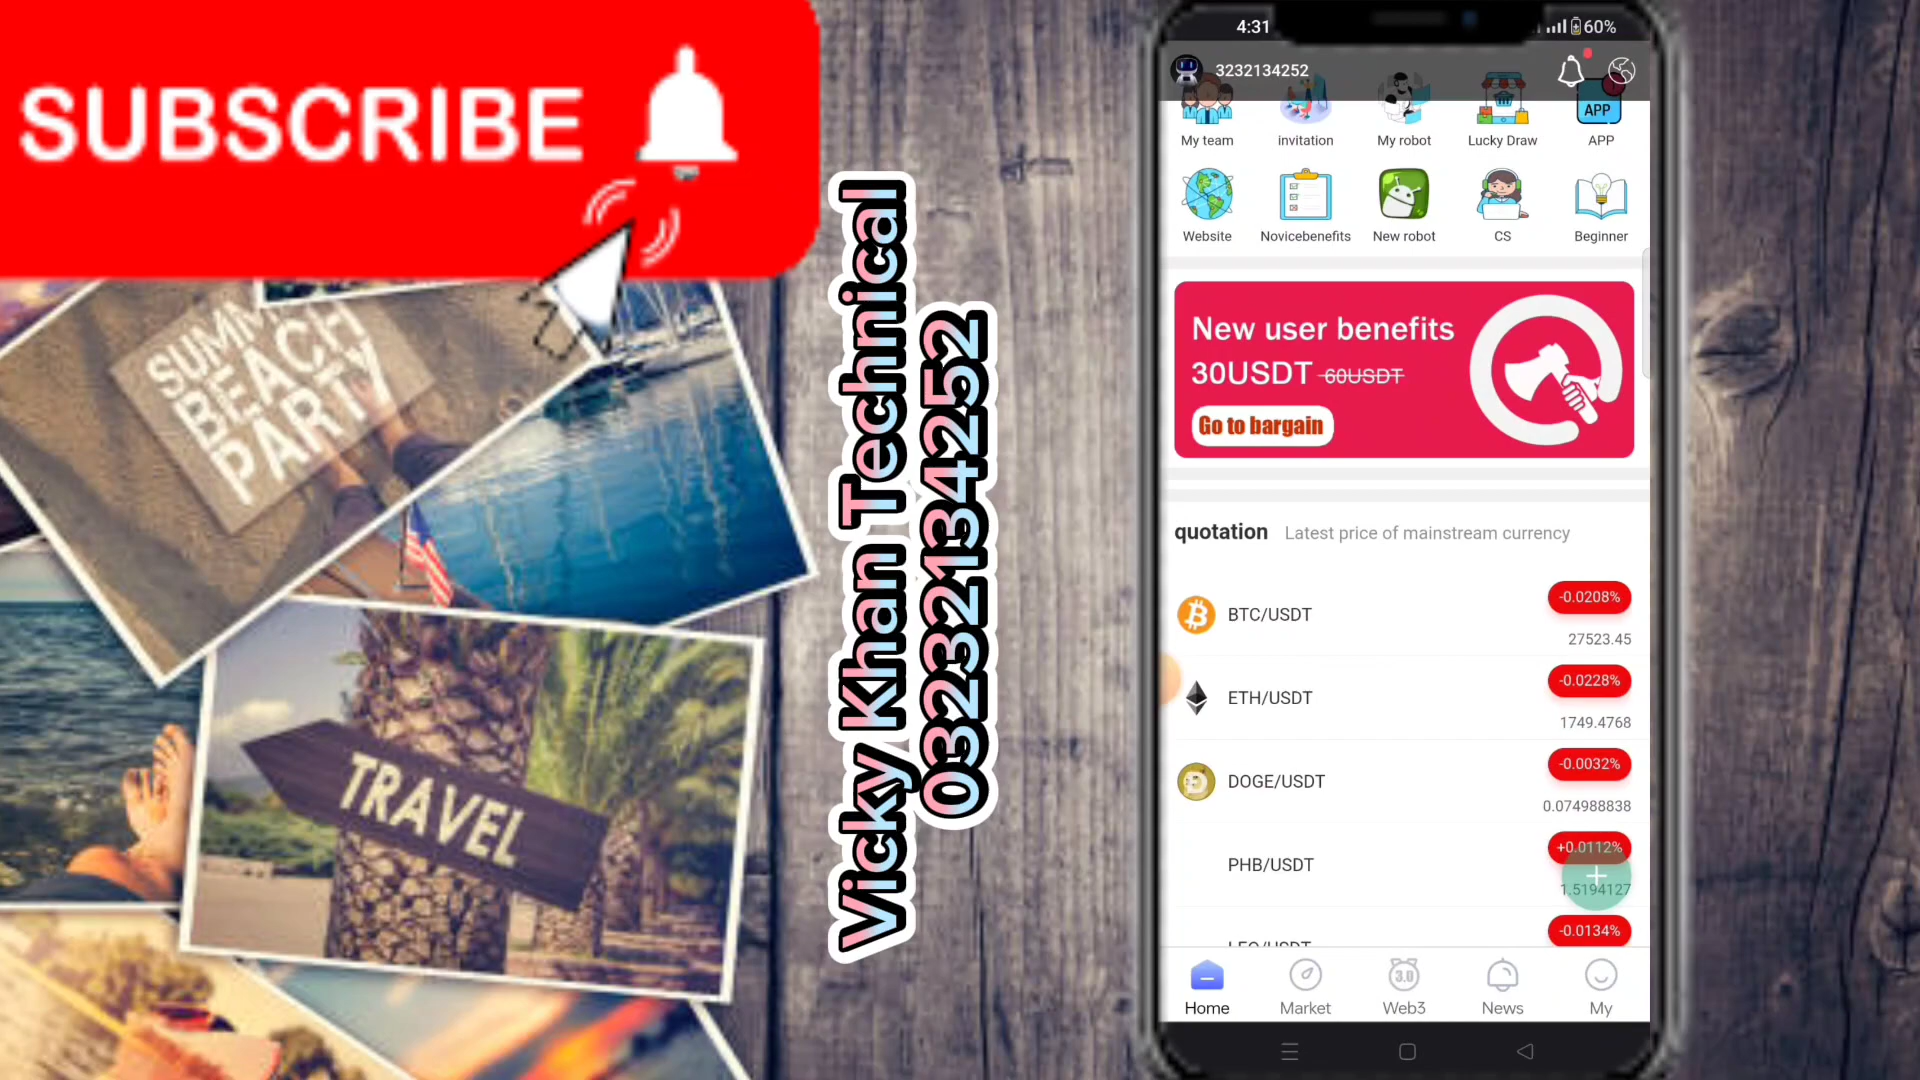 SUBSCRIBE
SUMM
BEACH
PARTY
TRAVEL
Vicky Khan Technical
03232134252
4:31
60%
3232134252
My team
invitation
My robot
Lucky Draw
APP
APP
Website
Novicebenefits
New robot
CS
Beginner
New user benefits
30USDT 60USDT
Go to bargain
quotation Latest price of mainstream currency
BTC/USDT
-0.0208%
27523.45
ETH/USDT
-0.0228%
1749.4768
DOGE/USDT
-0.0032%
0.074988838
PHB/USDT
+0.0112%
1.5194127
+
-0.0134%
3.0
Home
Market
Web3
News
My